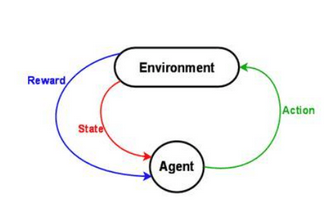 Environment
Reward
Action
State
Agent